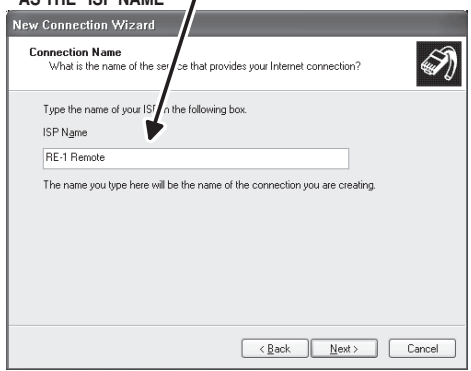 AS THE "ISP NAME"
New Connection Wizard
Connection Name
What is the name of the service that provides your Internet connection?
Type the name of your ISP in the following box.
ISP Name
RE-1 Remote
The name you type here will be the name of the connection you are creating.
< Back
Next >
Cancel